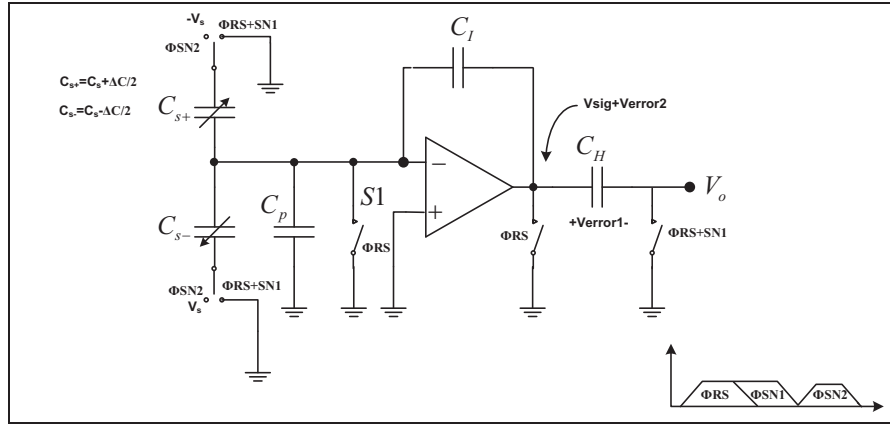 -Vs
ΦRS+SN1
ΦSN2
Cs+=Cs+ΔC/2
Cs-=Cs-ΔC/2
Cs+
CI
Vsig+Verror2
CH
Vo
Cs-
Cp
S1
ΦRS
−
+
ΦRS
+Verror1-
ΦRS+SN1
ΦSN2
ΦRS+SN1
Vs
ΦRS
ΦSN1
ΦSN2